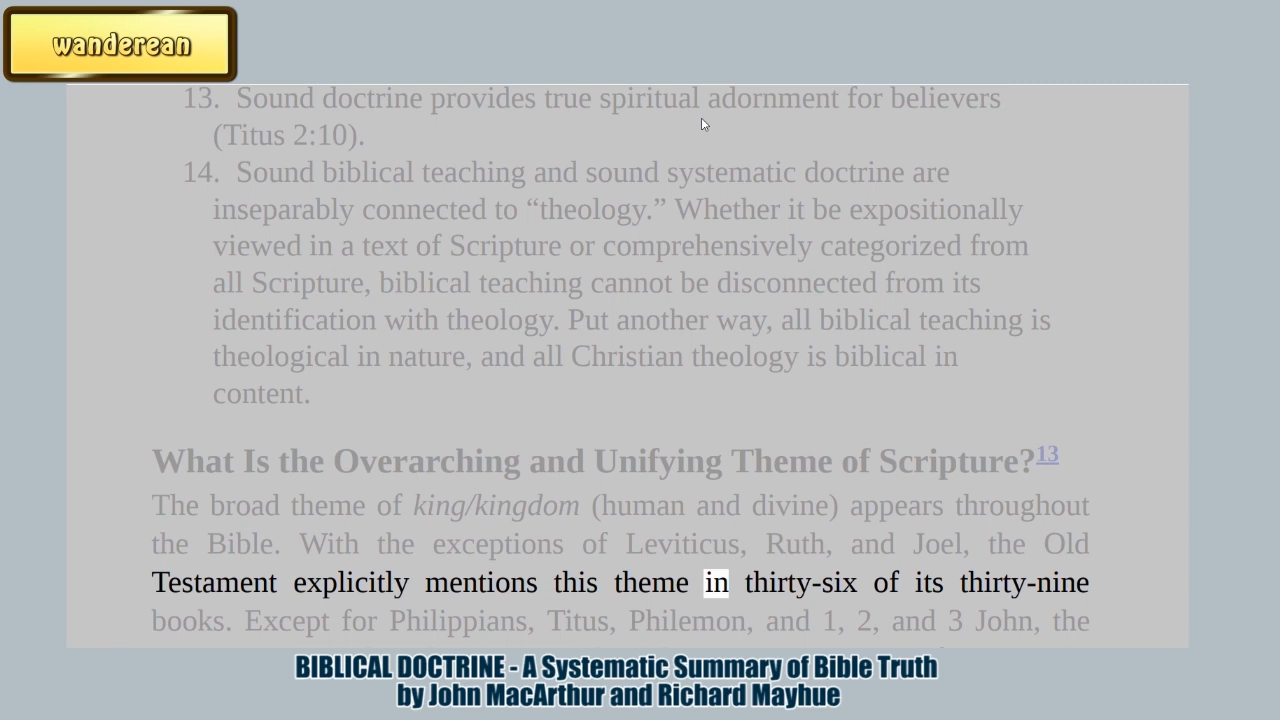 wanderean
13. Sound doctrine provides true spiritual adornment for believers
(Titus 2:10).
14. Sound biblical teaching and sound systematic doctrine are
inseparably connected to “theology.” Whether it be expositionally
viewed in a text of Scripture or comprehensively categorized from
all Scripture, biblical teaching cannot be disconnected from its
identification with theology. Put another way, all biblical teaching is
theological in nature, and all Christian theology is biblical in
content.
What Is the Overarching and Unifying Theme of Scripture?13
The broad theme of king/kingdom (human and divine) appears throughout
the Bible. With the exceptions of Leviticus, Ruth, and Joel, the Old
Testament explicitly mentions this theme in thirty-six of its thirty-nine
books. Except for Philippians, Titus, Philemon, and 1, 2, and 3 John, the
BIBLICAL DOCTRINE - A Systematic Summary of Bible Truth
by John MacArthur and Richard Mayhue